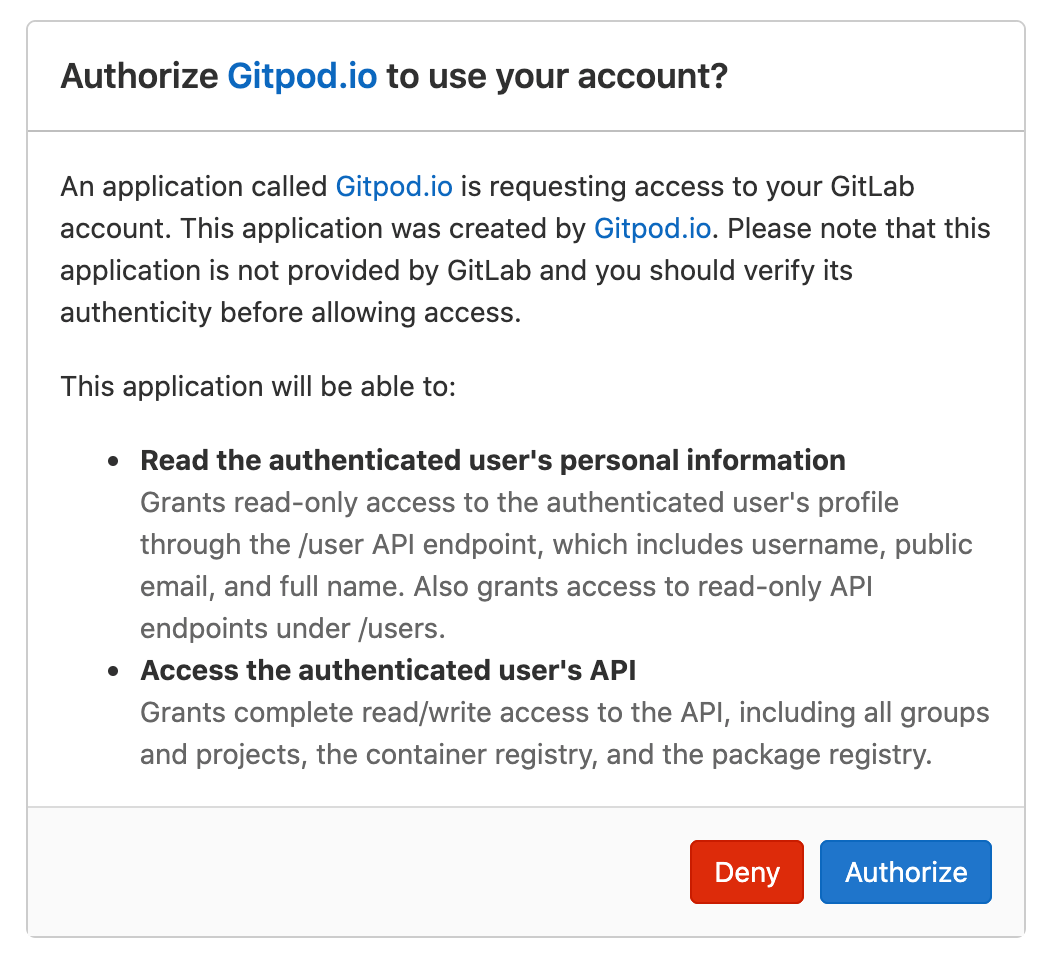 Authorize Gitpod.io to use your account?
An application called Gitpod.io is requesting access to your GitLab
account. This application was created by Gitpod.io. Please note that this
application is not provided by GitLab and you should verify its
authenticity before allowing access.
This application will be able to:
• Read the authenticated user's personal information
Grants read-only access to the authenticated user's profile
through the /user API endpoint, which includes username, public
email, and full name. Also grants access to read-only API
endpoints under /users.
• Access the authenticated user's API
Grants complete read/write access to the API, including all groups
and projects, the container registry, and the package registry.
Deny Authorize